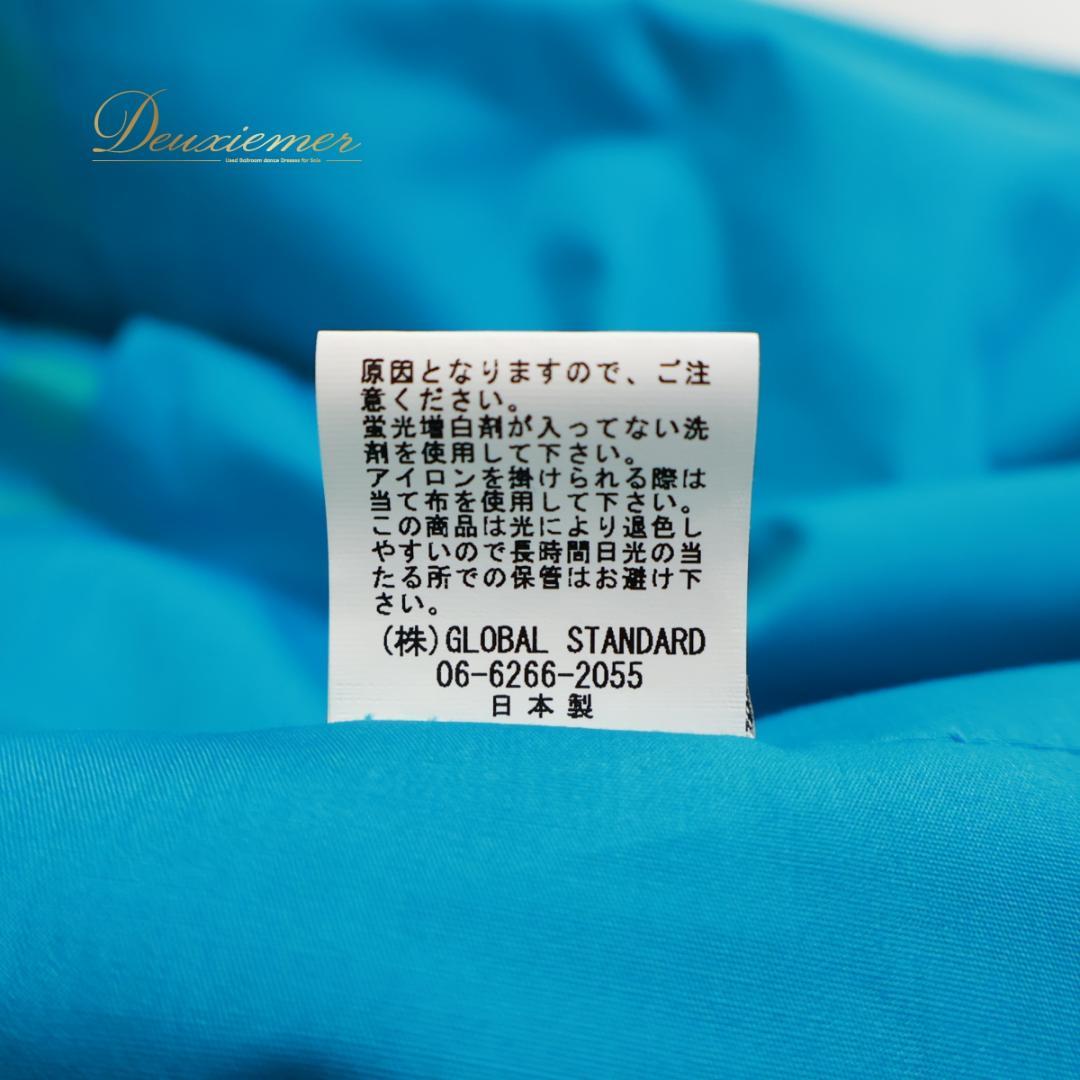 Deuxiemer
Used Ballroom dance Dresses for Sale
原因となりますので、ご注
意ください。
蛍光増白剤が入ってない洗
剤を使用して下さい。
アイロンを掛けられる際は
当て布を使用して下さい。
この商品は光により退色し
やすいので長時間日光の当
たる所での保管はお避け下
さい。
(株)GLOBAL STANDARD
06-6266-2055
日本製